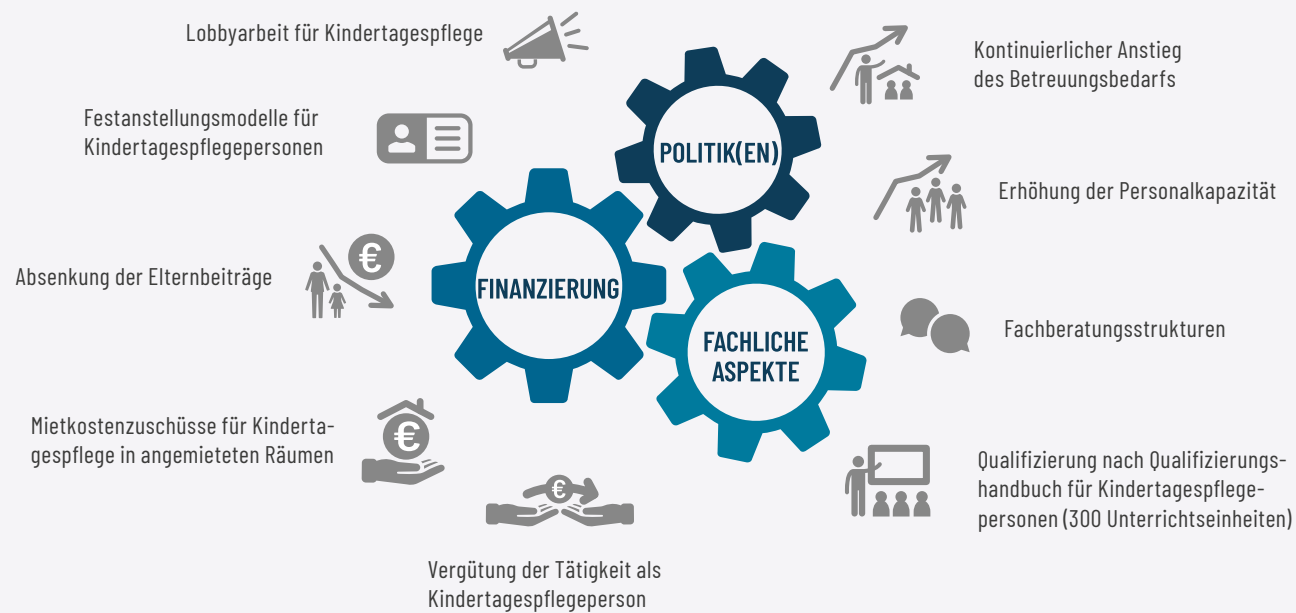 Lobbyarbeit für Kindertagespflege
Festanstellungsmodelle für
Kindertagespflegepersonen
Absenkung der Elternbeiträge
Mietkostenzuschüsse für Kinderta-
gespflege in angemieteten Räumen
Vergütung der Tätigkeit als
Kindertagespflegeperson
FINANZIERUNG
POLITIK(EN)
FACHLICHE
ASPEKTE
Kontinuierlicher Anstieg
des Betreuungsbedarfs
Erhöhung der Personalkapazität
Fachberatungsstrukturen
Qualifizierung nach Qualifizierungs-
handbuch für Kindertagespflege-
personen (300 Unterrichtseinheiten)
€
€
€